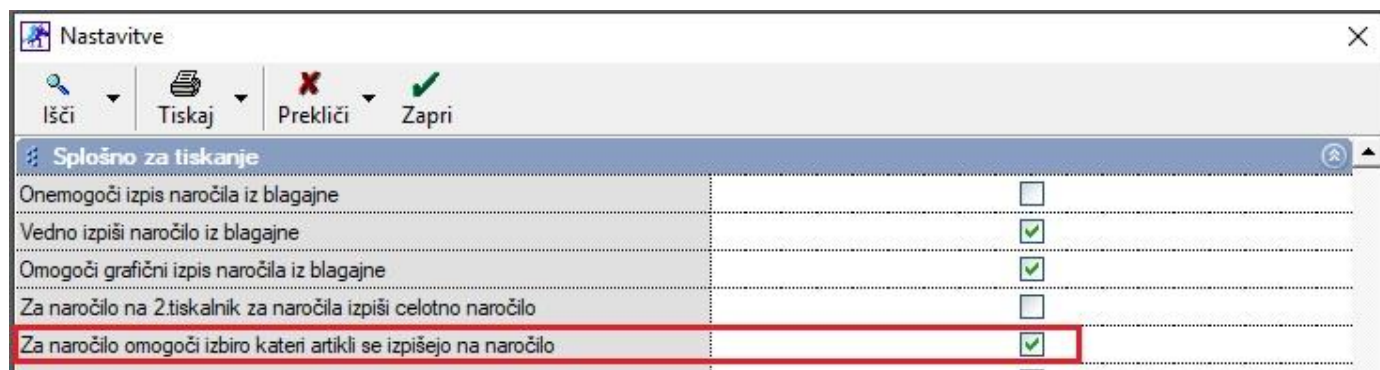 Nastavitve
Išči Tiskaj Prekliči Zapri
Splošno za tiskanje
Onemogoči izpis naročila iz blagajne
Vedno izpiši naročilo iz blagajne
Omogoči grafični izpis naročila iz blagajne
Za naročilo na 2.tiskalnik za naročila izpiši celotno naročilo
Za naročilo omogoči izbiro kateri artikli se izpišejo na naročilo